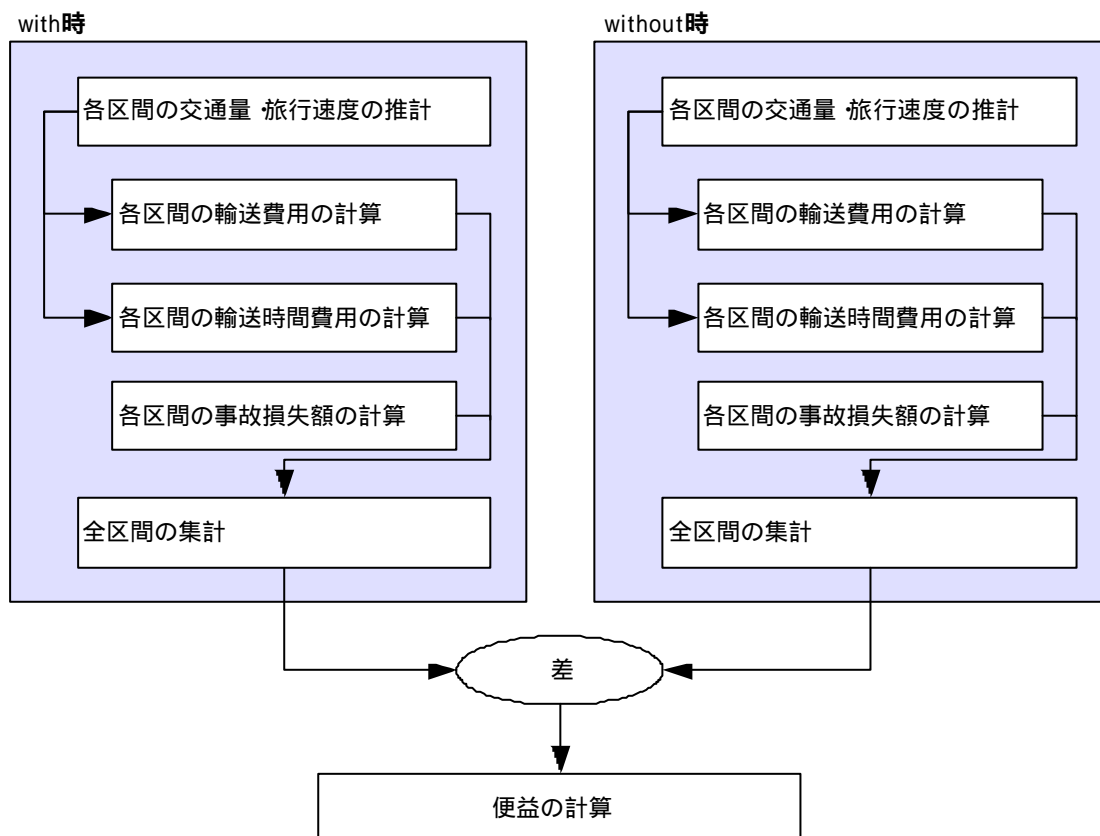 with時
各区間の交通量・旅行速度の推計
各区間の輸送費用の計算
各区間の輸送時間費用の計算
各区間の事故損失額の計算
全区間の集計
without時
各区間の交通量・旅行速度の推計
各区間の輸送費用の計算
各区間の輸送時間費用の計算
各区間の事故損失額の計算
全区間の集計
差
便益の計算